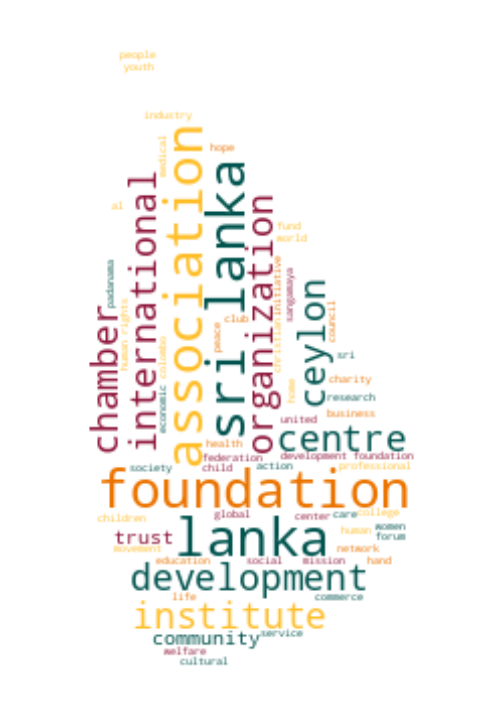 people
youth
industry
association
medical
hope
sri lanka
international
organization
al
fund
world
padanama
christian
initiative
sangamaya
ceylon
human rights
chamber
council
club
peace
colombo
economic
sri
home
charity
research
business
united
centre
health
federation
development foundation
society
child
action
professional
foundation
children
global
center
care
college
lanka
trust
human
women
forum
movement
network
education
social
mission
hand
development
life
commerce
institute
community
service
welfare
cultural